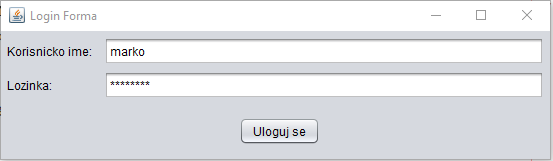 Login Forma
Korisnicko ime: marko
Lozinka: ********
Uloguj se